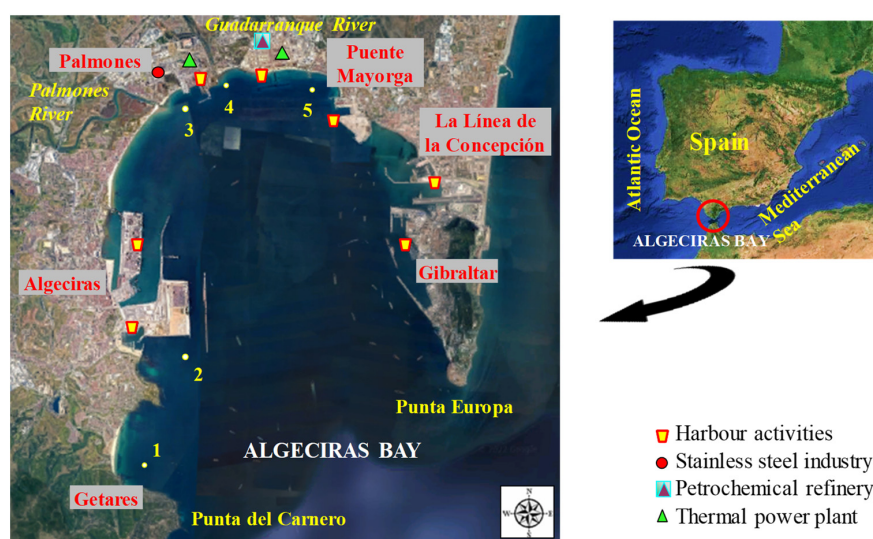 Guadarranque River
Palmones
Puente
Mayorga
Palmones
River
3
4
5
La Línea de
la Concepción
Algeciras
Gibraltar
2
Punta Europa
1
ALGECIRAS BAY
Getares
Punta del Carnero
N
W
E
S
Atlantic Ocean
Spain
Mediterranean
Sea
ALGECIRAS BAY
Harbour activities
Stainless steel industry
Petrochemical refinery
Thermal power plant